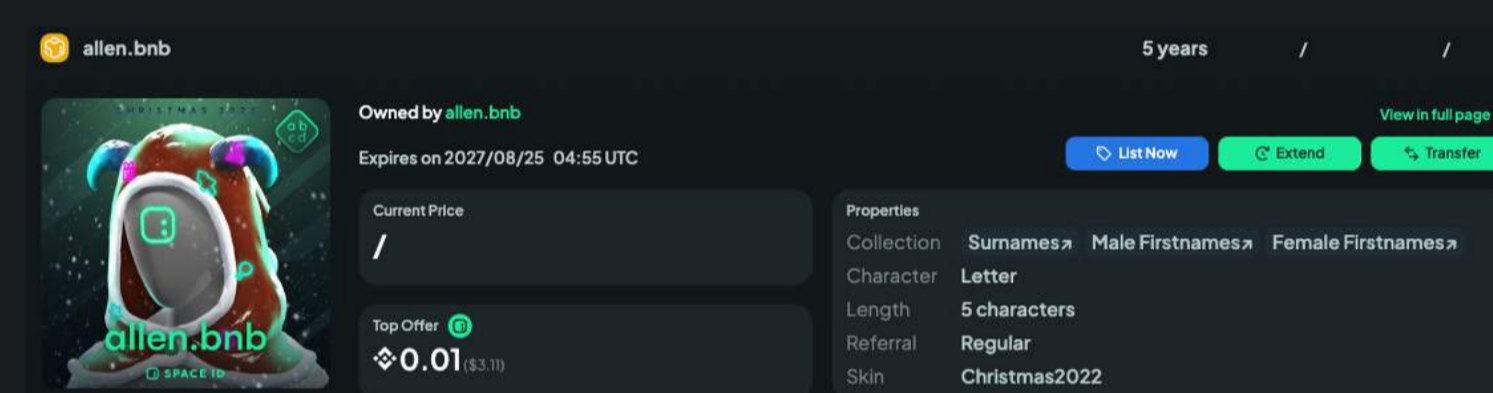 allen.bnb 5 years / /
CHRISTMAS 2022
ab
cd
allen.bnb
SPACE ID
Owned by allen.bnb
Expires on 2027/08/25 04:55 UTC
View in full page
List Now Extend Transfer
Current Price
/
Top Offer
0.01 ($3.11)
Properties
Collection Surnames↗ Male Firstnames↗ Female Firstnames↗
Character Letter
Length 5 characters
Referral Regular
Skin Christmas2022